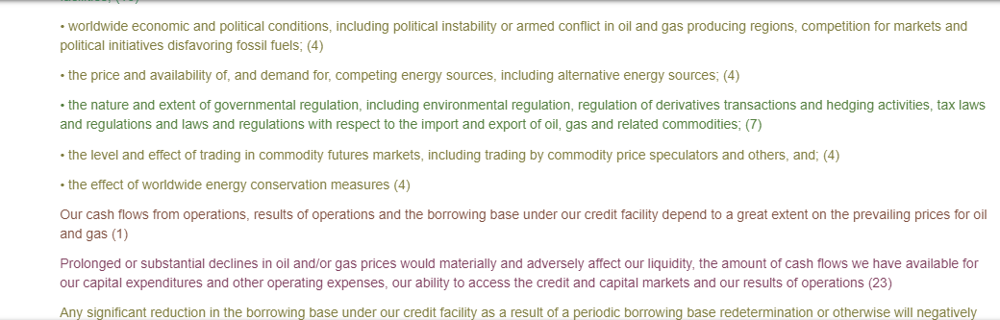 • worldwide economic and political conditions, including political instability or armed conflict in oil and gas producing regions, competition for markets and
political initiatives disfavoring fossil fuels; (4)
• the price and availability of, and demand for, competing energy sources, including alternative energy sources; (4)
• the nature and extent of governmental regulation, including environmental regulation, regulation of derivatives transactions and hedging activities, tax laws
and regulations and laws and regulations with respect to the import and export of oil, gas and related commodities; (7)
• the level and effect of trading in commodity futures markets, including trading by commodity price speculators and others, and; (4)
• the effect of worldwide energy conservation measures (4)
Our cash flows from operations, results of operations and the borrowing base under our credit facility depend to a great extent on the prevailing prices for oil
and gas (1)
Prolonged or substantial declines in oil and/or gas prices would materially and adversely affect our liquidity, the amount of cash flows we have available for
our capital expenditures and other operating expenses, our ability to access the credit and capital markets and our results of operations (23)
Any significant reduction in the borrowing base under our credit facility as a result of a periodic borrowing base redetermination or otherwise will negatively